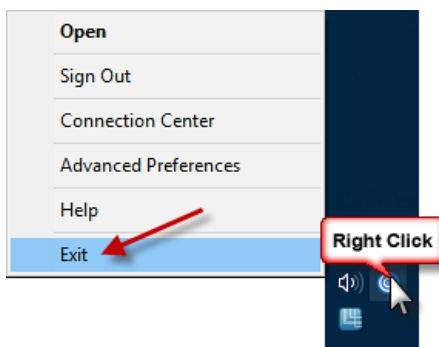 Open
Sign Out
Connection Center
Advanced Preferences
Help
Exit
Right Click